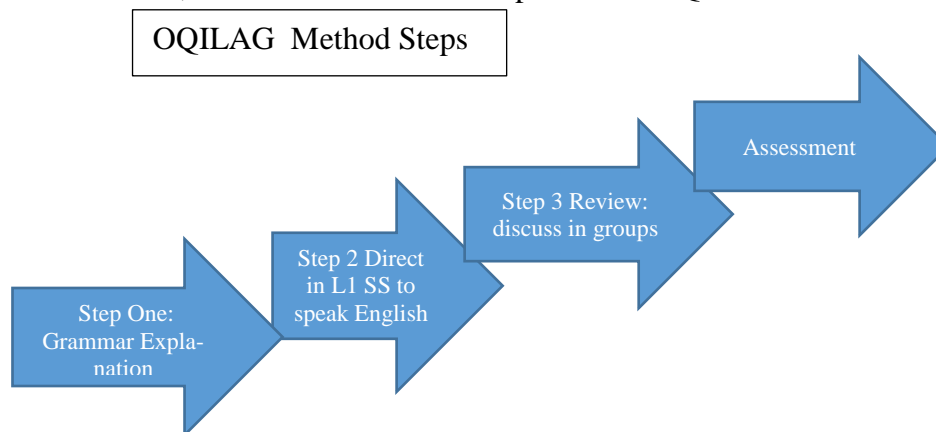 OQILAG Method Steps
Step One:
Grammar Expla-
nation
Step 2 Direct
in L1 SS to
speak English
Step 3 Review:
discuss in groups
Assessment